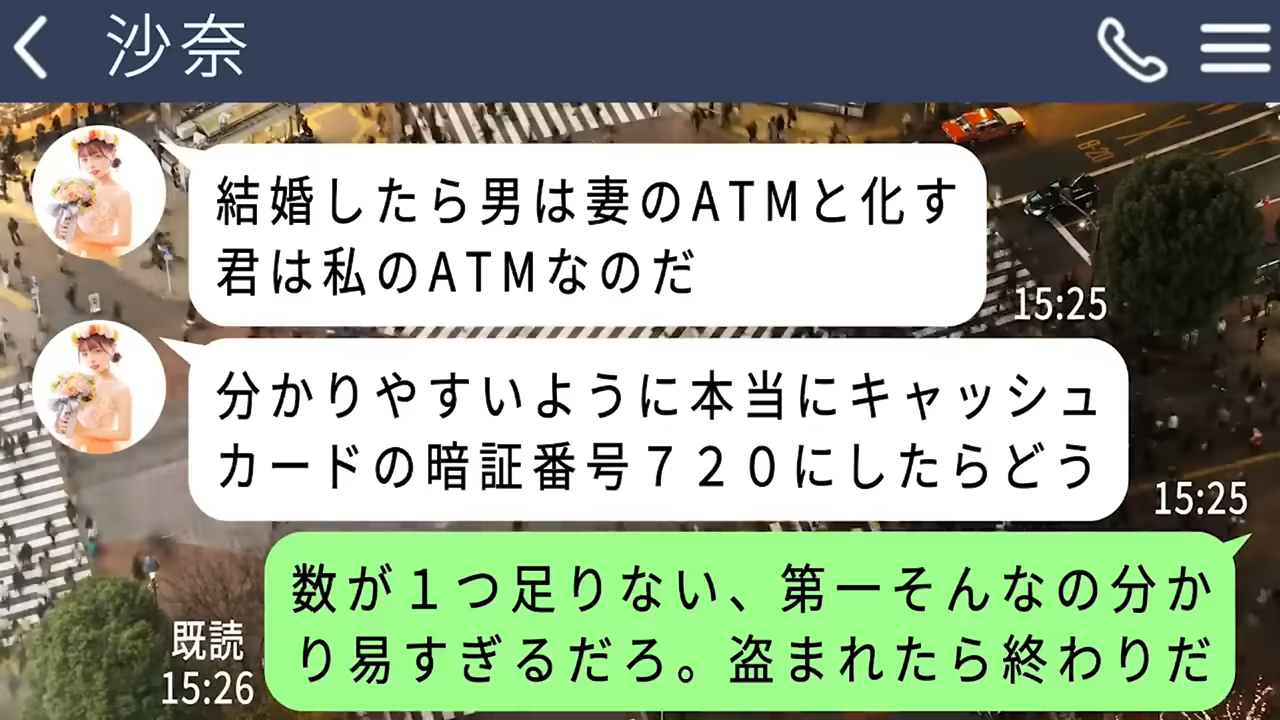 沙奈
結婚したら男は妻のATMと化す
君は私のATMなのだ
15:25
分かりやすいように本当にキャッシュ
カードの暗証番号７２０にしたらどう
15:25
数が１つ足りない、第一そんなの分か
り易すぎるだろ。盗まれたら終わりだ
既読
15:26